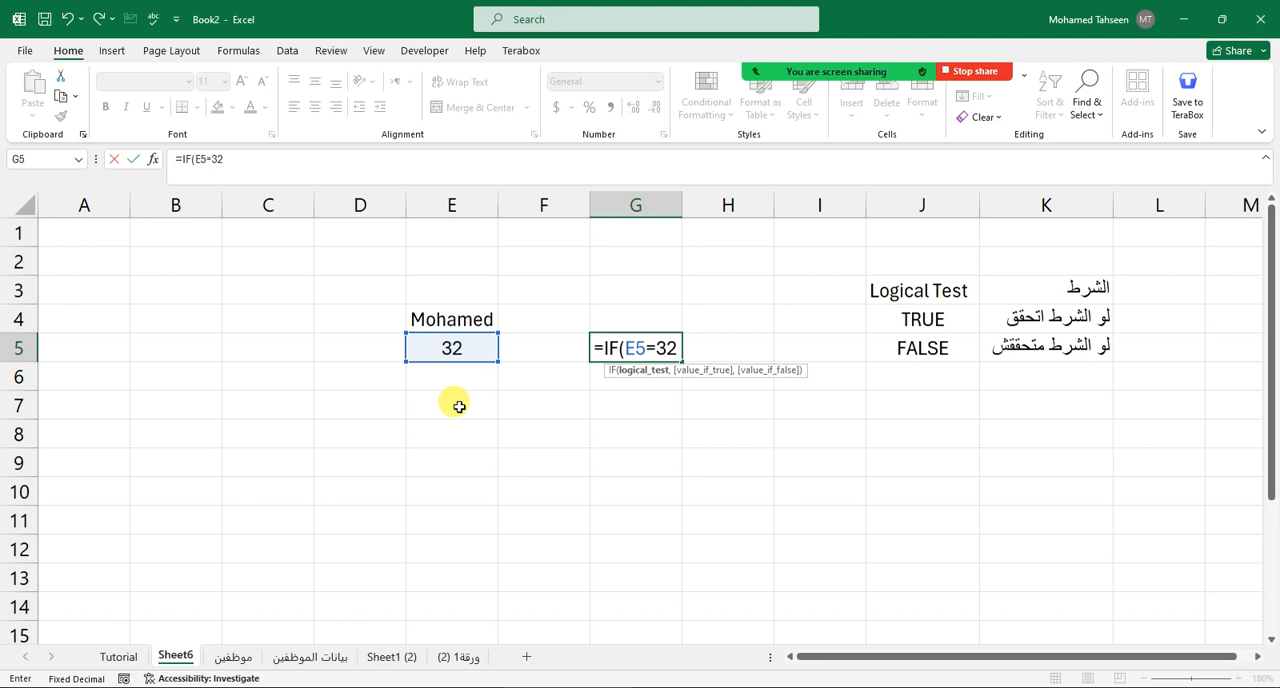 Book2 - Excel
Search
Mohamed Tahseen MT
File Home Insert Page Layout Formulas Data Review View Developer Help Terabox
Share
You are screen sharing Stop share
Paste
Clipboard
11
B I U
Font
Wrap Text
Merge & Center
Alignment
General
$ %
Number
Conditional Formatting
Format as Table
Cell Styles
Styles
Insert
Delete
Format
Cells
Fill
Clear
Sort & Filter
Find & Select
Editing
Add-ins
Add-ins
Save to TeraBox
Save
G5
fx
=IF(E5=32
A B C D E F G H I J K L M
1
2
3 Logical Test الشرط
4 Mohamed TRUE لو الشرط اتحقق
5 32 =IF(E5=32 FALSE لو الشرط متحققش
IF(logical_test, [value_if_true], [value_if_false])
6
7
8
9
10
11
12
13
14
15
Tutorial Sheet6 موظفين بيانات الموظفين Sheet1 (2) ورقة1 (2)
Enter Fixed Decimal Accessibility: Investigate 180%